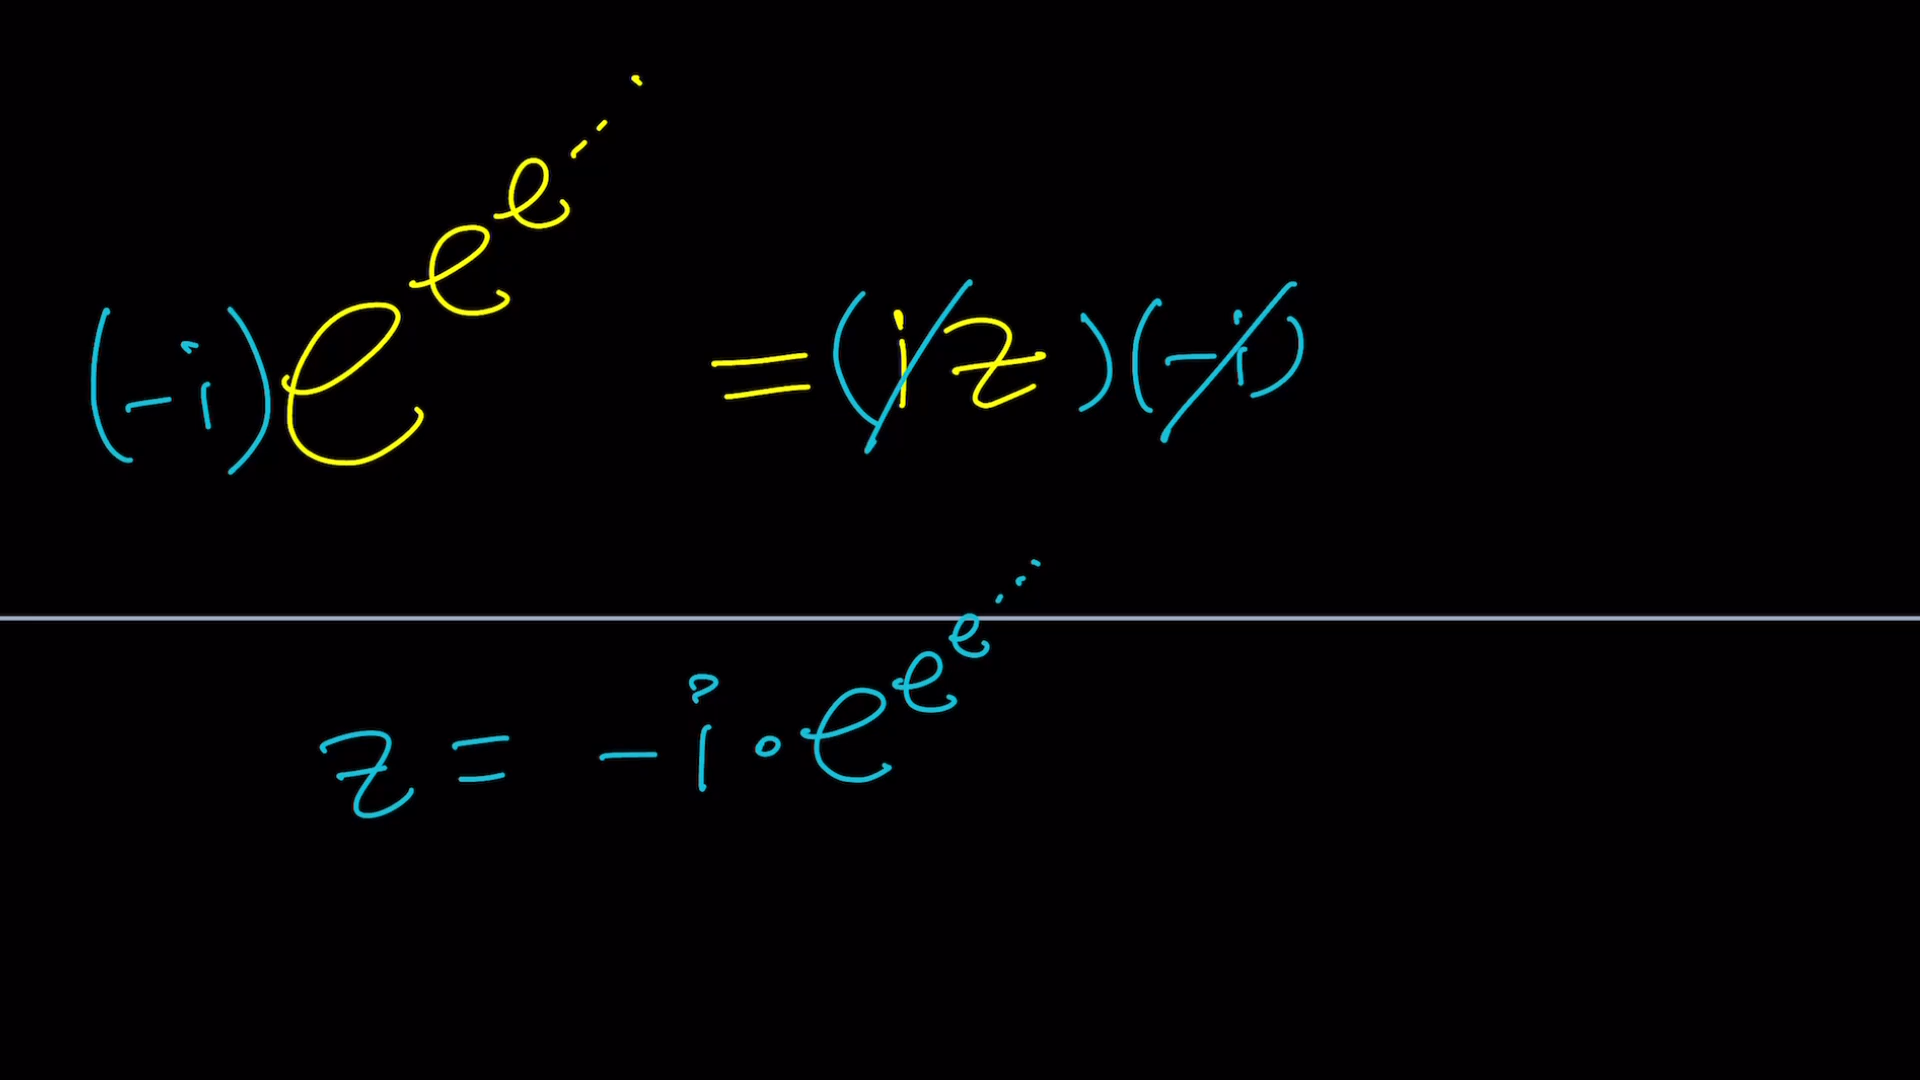 (-i) e^{e^{e^{⋰}}} = (iz)(-i)
z = -i · e^{e^{e^{⋰}}}